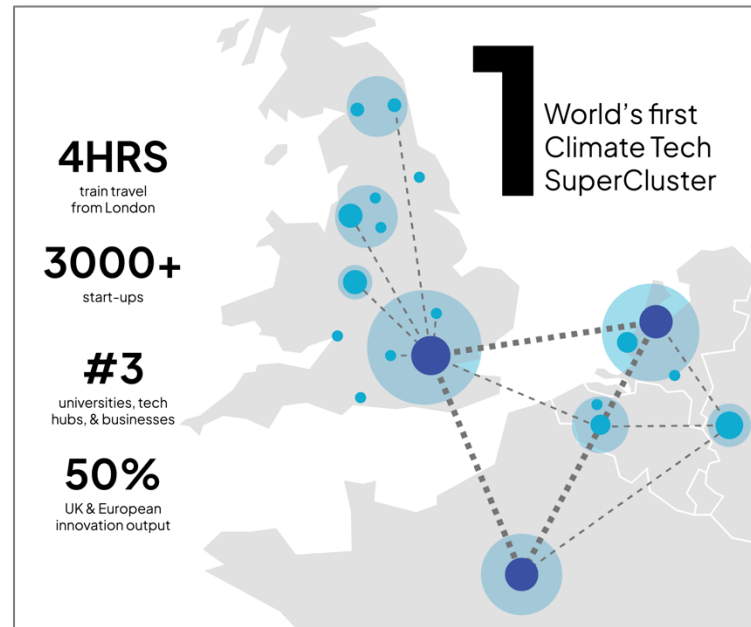 1
World's first
Climate Tech
SuperCluster
4HRS
train travel
from London
3000+
start-ups
#3
universities, tech
hubs, & businesses
50%
UK & European
innovation output